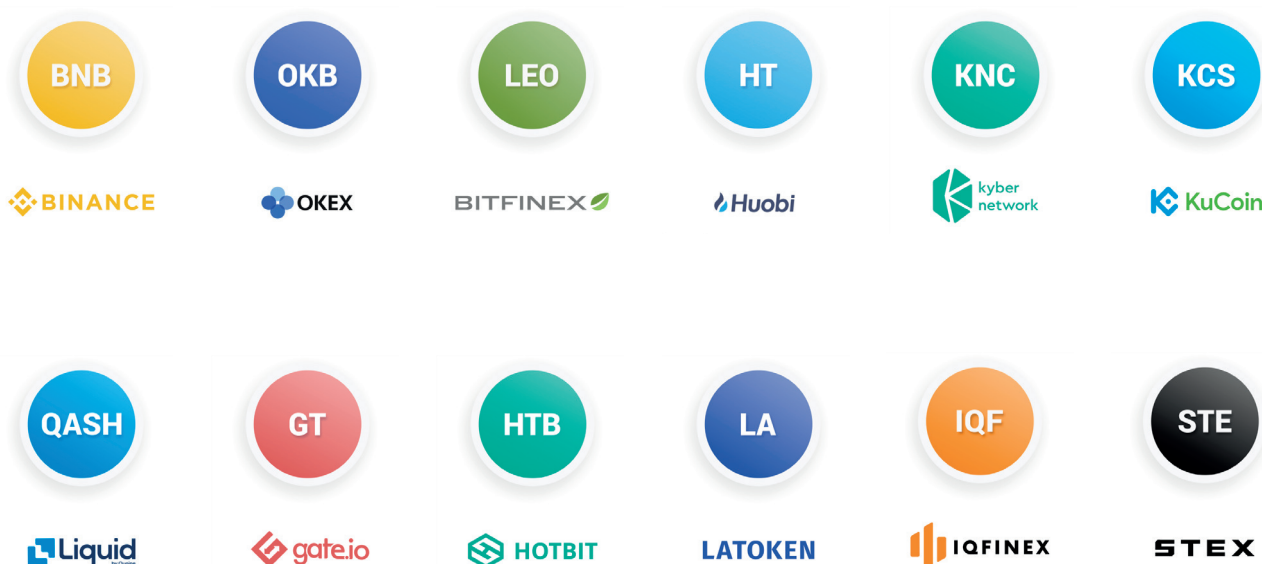 BNB OKB LEO HT KNC KCS
BINANCE OKEX BITFINEX Huobi kyber network KuCoin
QASH GT HTB LA IQF STE
Liquid gate.io HOTBIT LATOKEN IQFINEX STEX